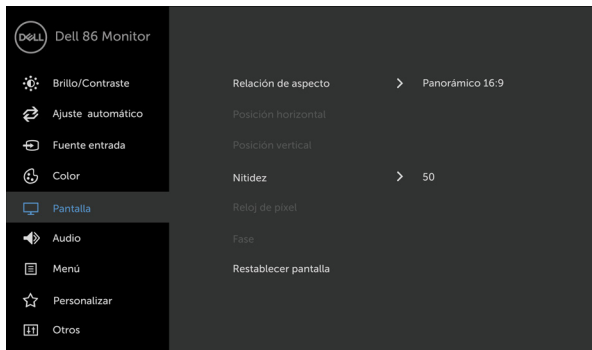 DELL Dell 86 Monitor
Brillo/Contraste
Relación de aspecto > Panorámico 16:9
Ajuste automático
Posición horizontal
Fuente entrada
Posición vertical
Color
Nitidez > 50
Pantalla
Reloj de pixel
Audio
Fase
Menú
Restablecer pantalla
Personalizar
Otros